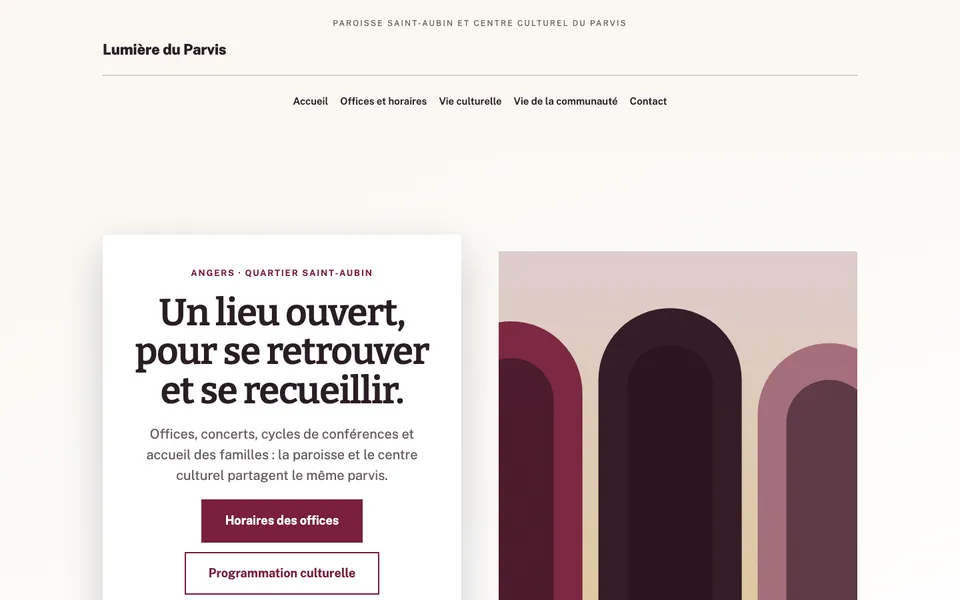 PAROISSE SAINT-AUBIN ET CENTRE CULTUREL DU PARVIS
Lumière du Parvis
Accueil Offices et horaires Vie culturelle Vie de la communauté Contact
ANGERS · QUARTIER SAINT-AUBIN
Un lieu ouvert,
pour se retrouver
et se recueillir.
Offices, concerts, cycles de conférences et
accueil des familles : la paroisse et le centre
culturel partagent le même parvis.
Horaires des offices
Programmation culturelle